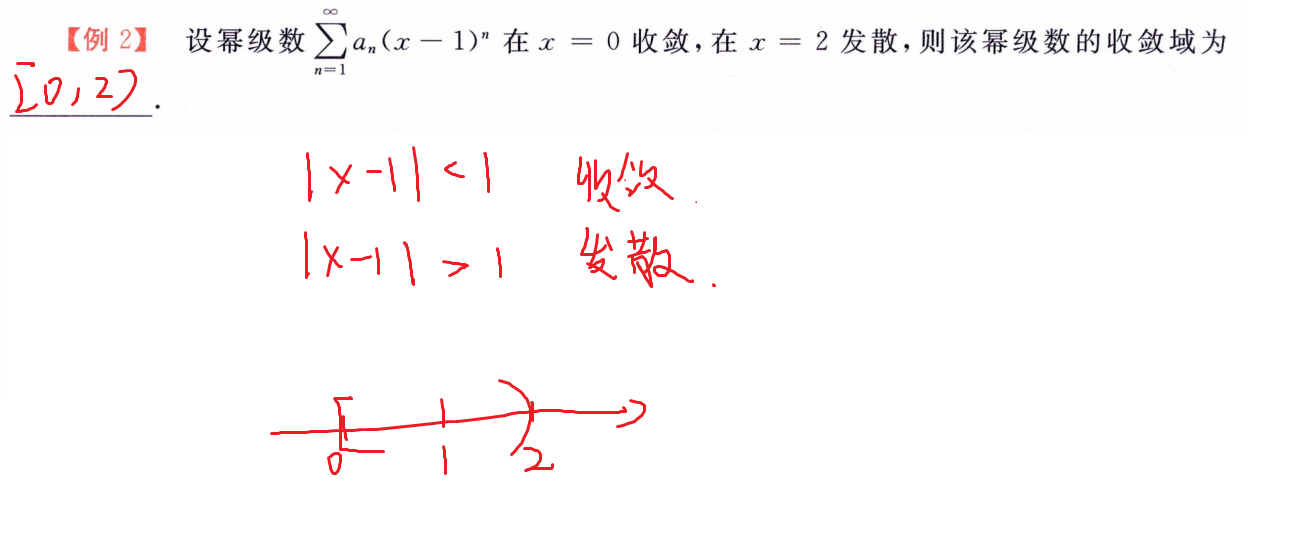 【例 2】 设幂级数 $\sum_{n=1}^{\infty} a_n(x-1)^n$ 在 x = 0 收敛,在 x = 2 发散,则该幂级数的收敛域为
[0,2).
|x-1|<1 收敛.
|x-1|>1 发散.
0 1 2